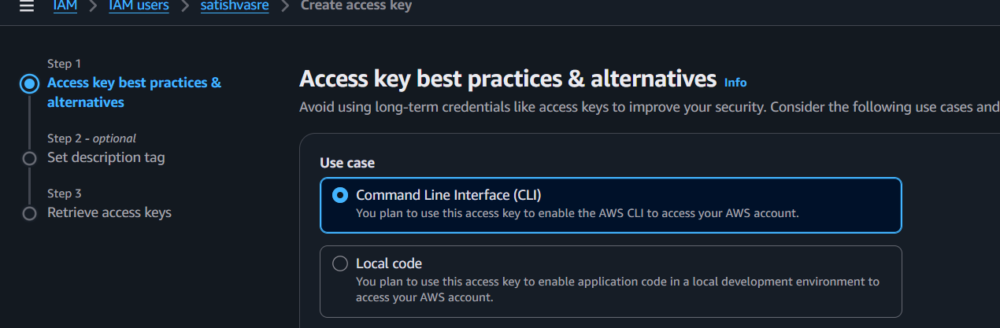 IAM > IAM users > satishvasre > Create access key
Step 1
Access key best practices &
alternatives
Step 2 - optional
Set description tag
Step 3
Retrieve access keys
Access key best practices & alternatives Info
Avoid using long-term credentials like access keys to improve your security. Consider the following use cases and
Use case
Command Line Interface (CLI)
You plan to use this access key to enable the AWS CLI to access your AWS account.
Local code
You plan to use this access key to enable application code in a local development environment to
access your AWS account.